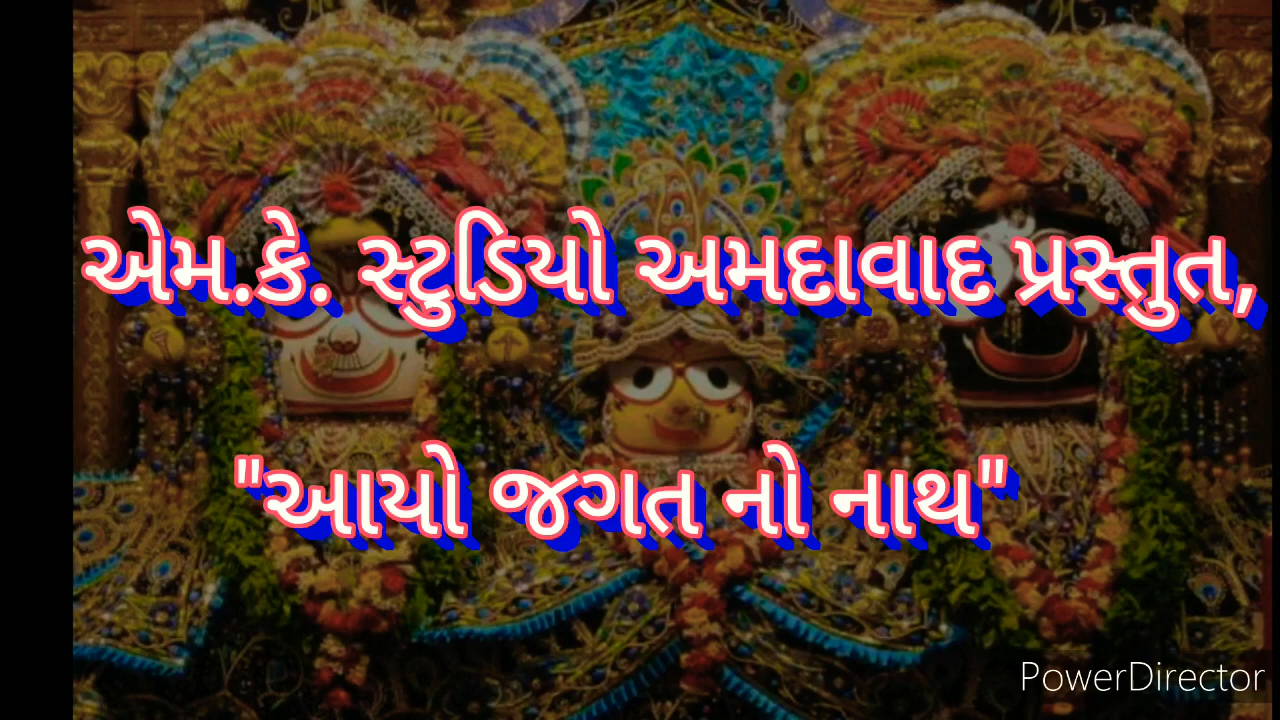 એમ.કે. સ્ટુડિયો અમદાવાદ પ્રસ્તુત,
"આયો જગત નો નાથ"
PowerDirector